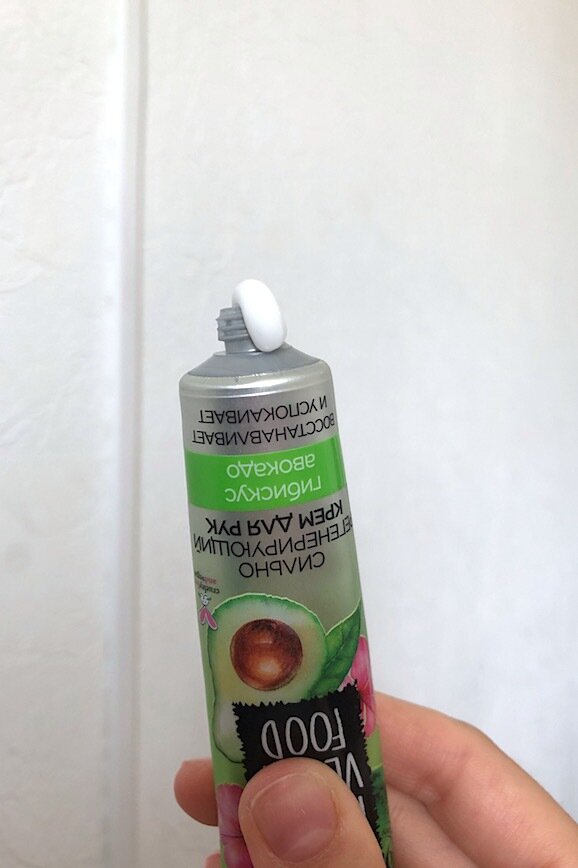 FOOD
СИЛЬНО
РЕГЕНЕРИРУЮЩИЙ
КРЕМ ДЛЯ РУК
гибискус
авокадо
ВОССТАНАВЛИВАЕТ
И УСПОКАИВАЕТ